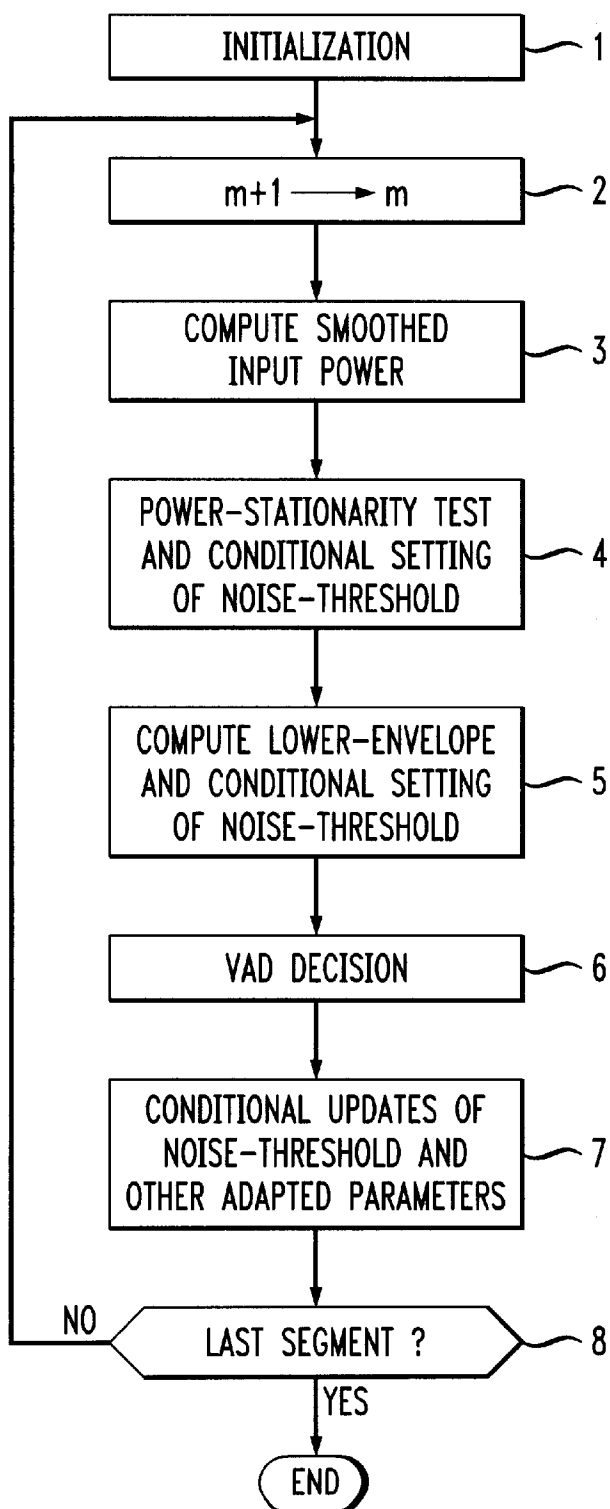 INITIALIZATION
1
m+1 ⟶ m
2
COMPUTE SMOOTHED
INPUT POWER
3
POWER-STATIONARITY TEST
AND CONDITIONAL SETTING
OF NOISE-THRESHOLD
4
COMPUTE LOWER-ENVELOPE
AND CONDITIONAL SETTING
OF NOISE-THRESHOLD
5
VAD DECISION
6
CONDITIONAL UPDATES OF
NOISE-THRESHOLD AND
OTHER ADAPTED PARAMETERS
7
NO
LAST SEGMENT ?
8
YES
END